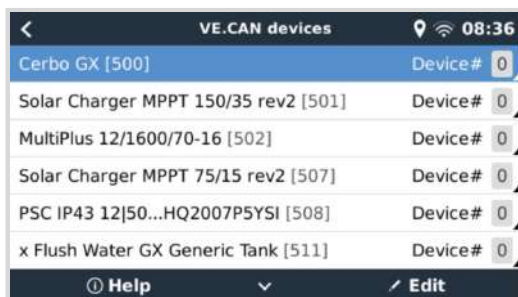 VE.CAN devices 08:36
Cerbo GX [500] Device# 0
Solar Charger MPPT 150/35 rev2 [501] Device# 0
MultiPlus 12/1600/70-16 [502] Device# 0
Solar Charger MPPT 75/15 rev2 [507] Device# 0
PSC IP43 12|50...HQ2007P5YSI [508] Device# 0
x Flush Water GX Generic Tank [511] Device# 0
Help Edit